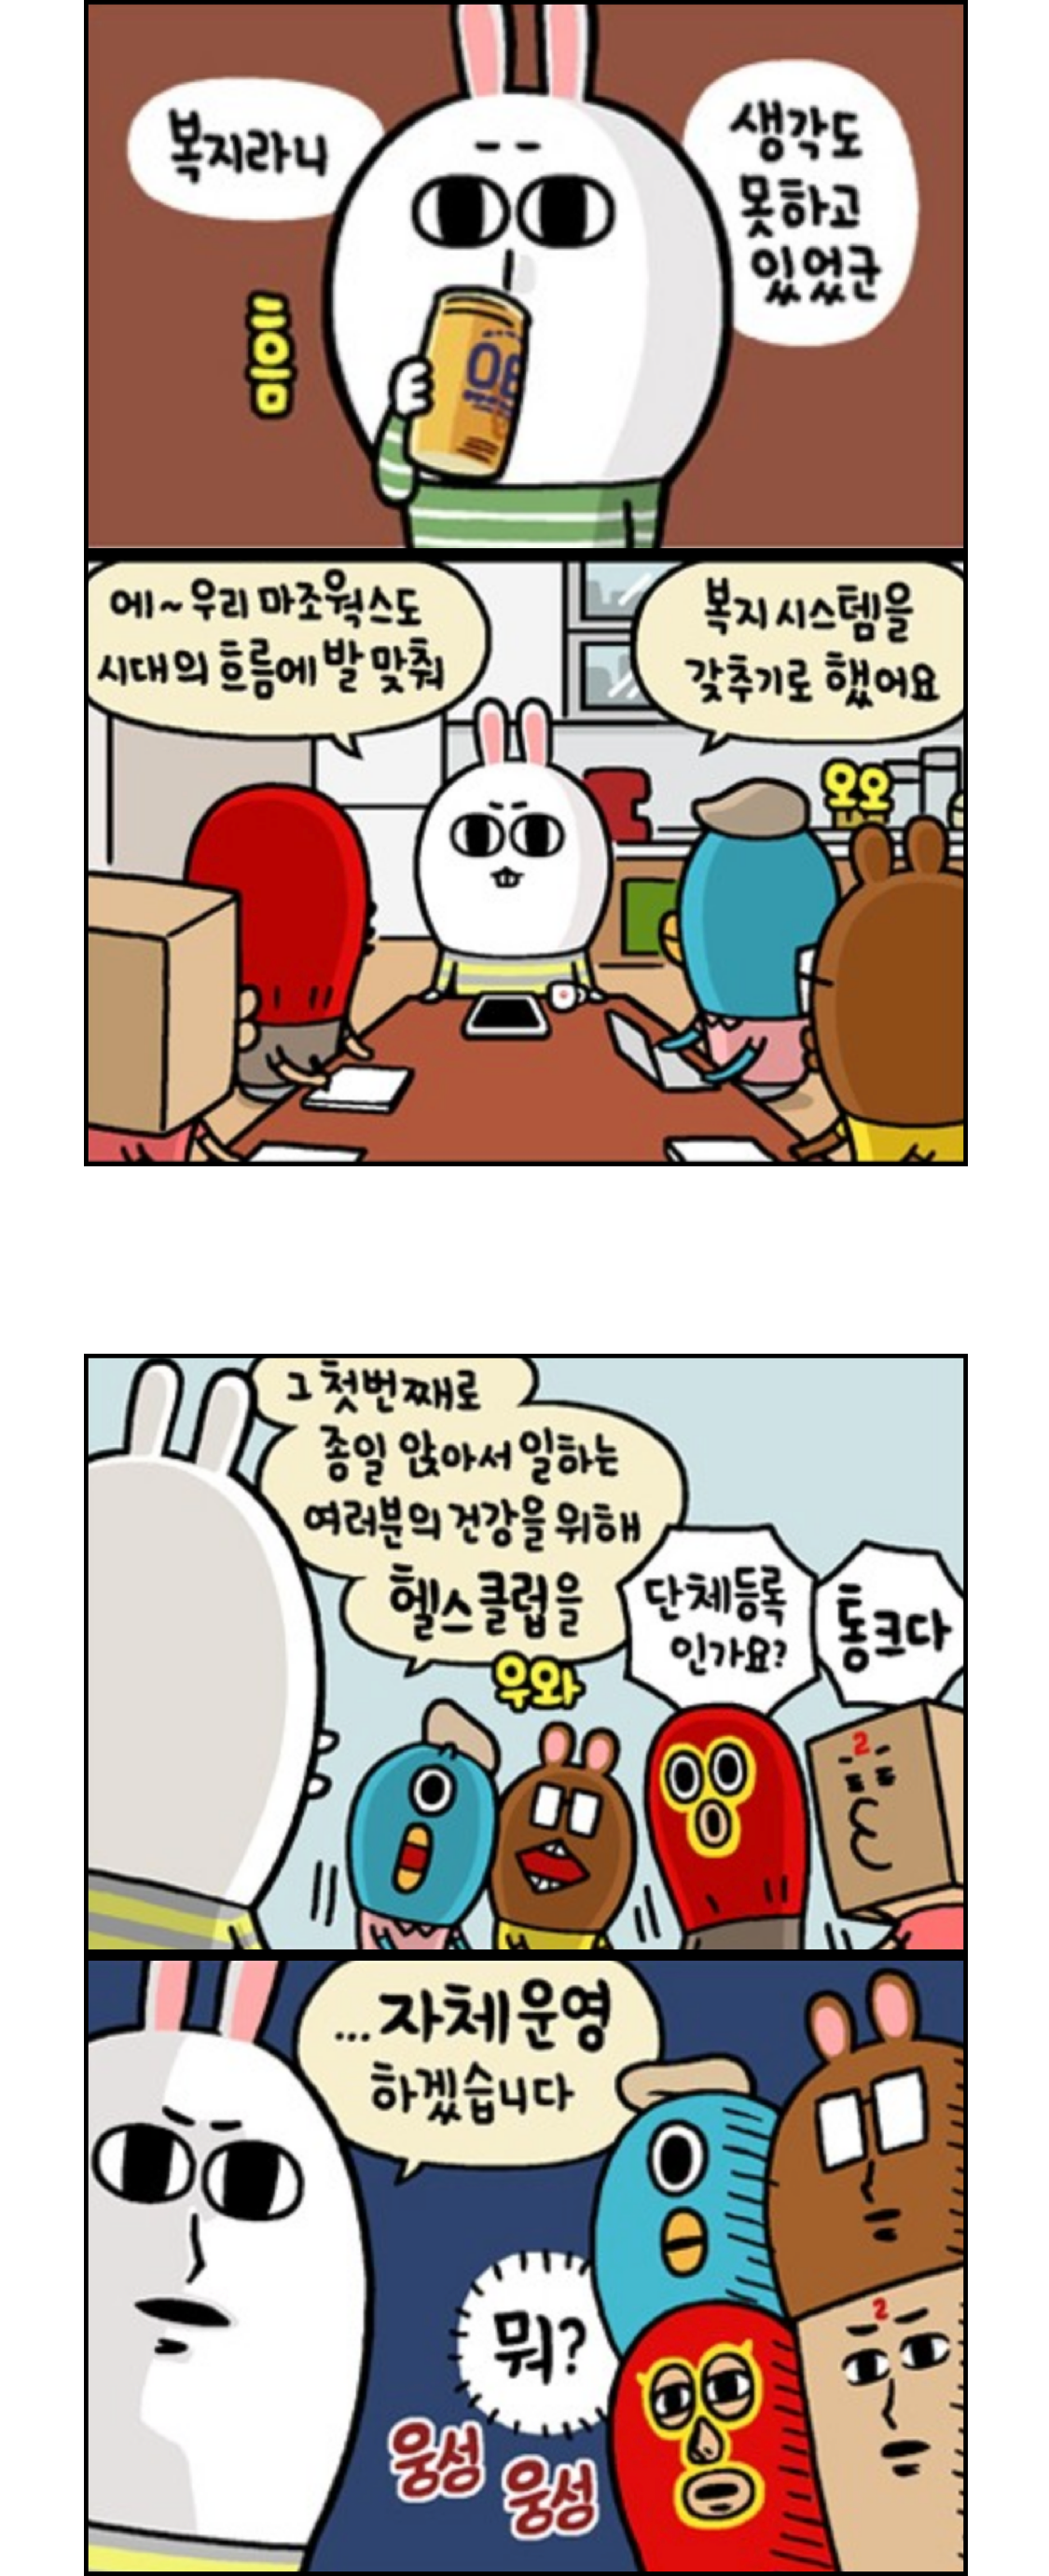 복지라니
생각도
못하고
있었군
흐음
OB
에~우리 마조웍스도
시대의 흐름에 발 맞춰
복지 시스템을
갖추기로 했어요
오오
그 첫번째로
종일 앉아서 일하는
여러분의 건강을 위해
헬스클럽을
단체등록
인가요?
통크다
우와
2
...자체운영
하겠습니다
2
뭐?
웅성
웅성